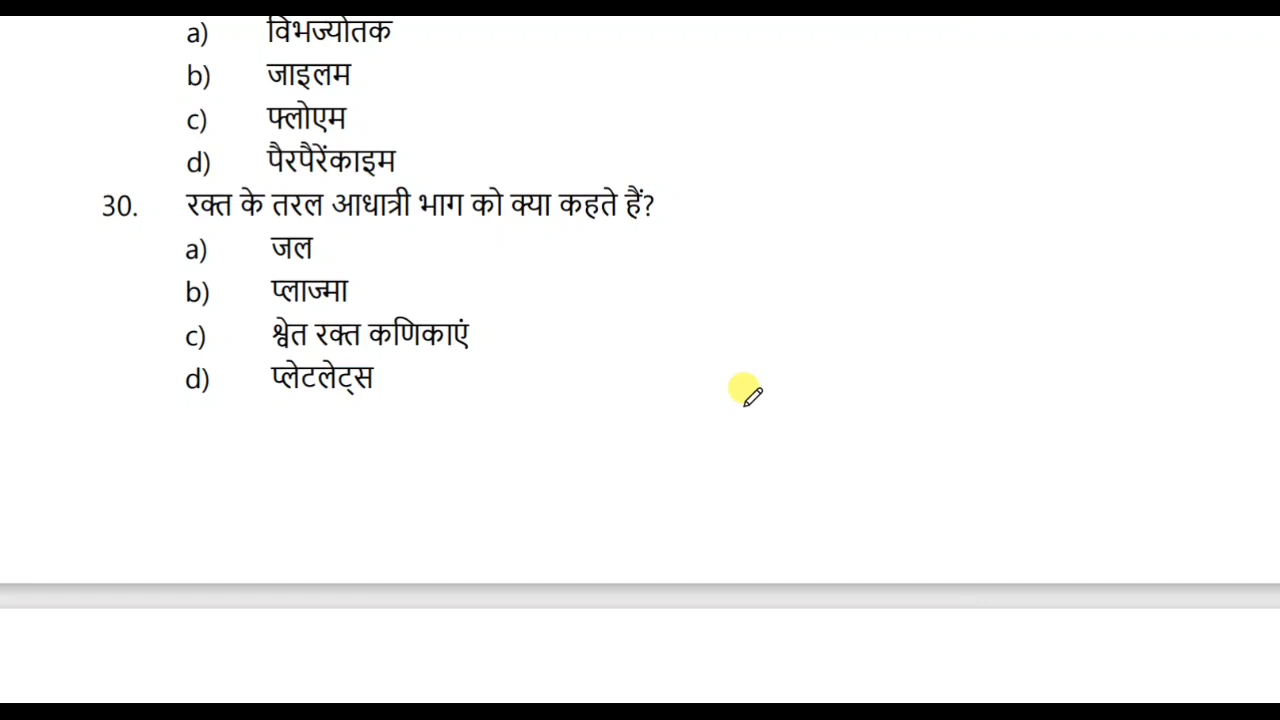 a) विभज्योतक
b) जाइलम
c) फ्लोएम
d) पैरपैरेंकाइम
30. रक्त के तरल आधात्री भाग को क्या कहते हैं?
a) जल
b) प्लाज्मा
c) श्वेत रक्त कणिकाएं
d) प्लेटलेट्स